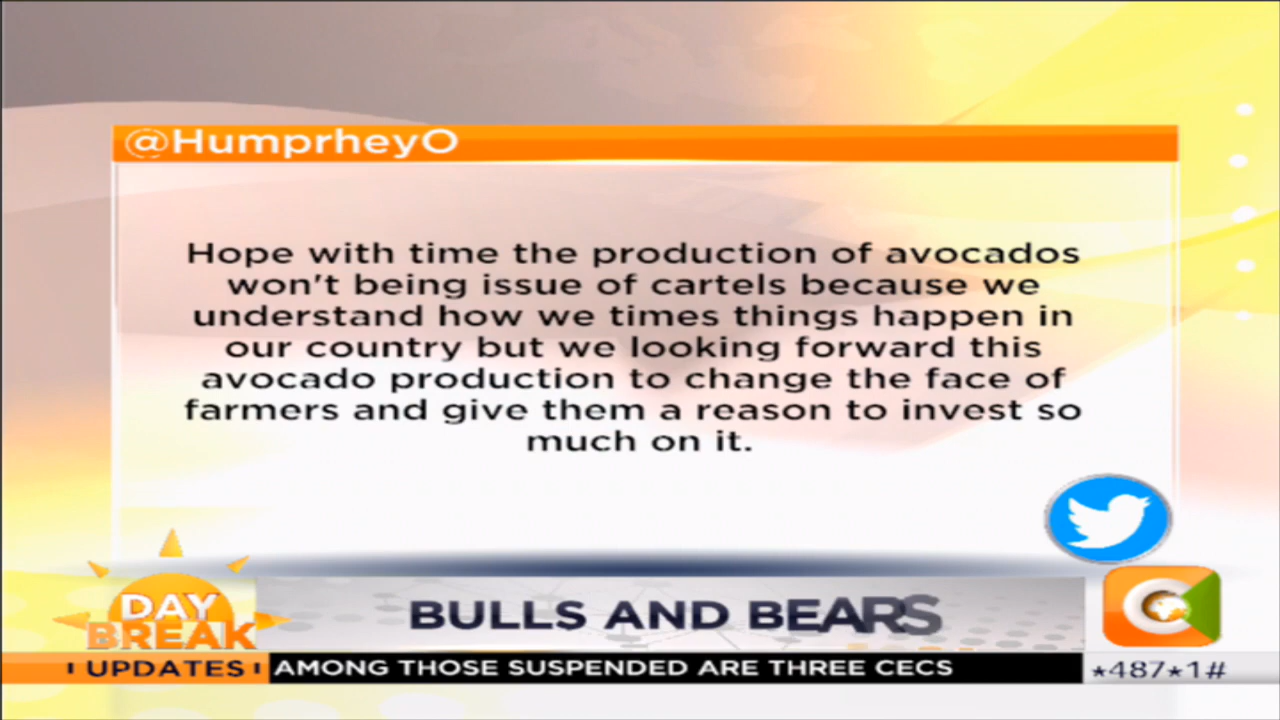 @HumprheyO
Hope with time the production of avocados
won't being issue of cartels because we
understand how we times things happen in
our country but we looking forward this
avocado production to change the face of
farmers and give them a reason to invest so
much on it.
DAY
BREAK
BULLS AND BEARS
UPDATES
AMONG THOSE SUSPENDED ARE THREE CECS
*487*1#